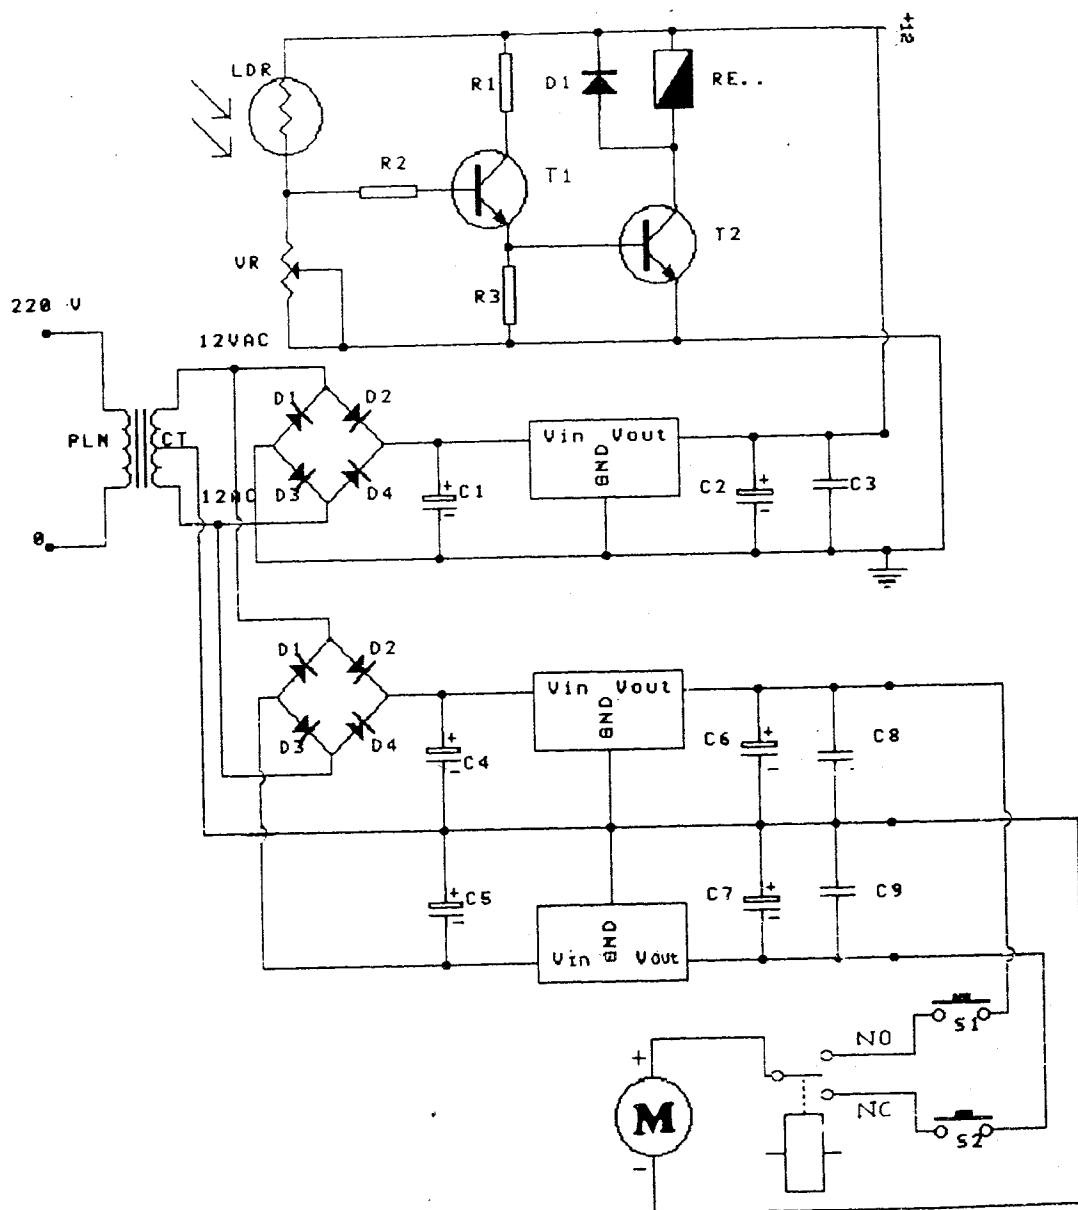 +12
LDR
R1
D1
RE..
R2
T1
T2
VR
R3
220 V
12VAC
D1
D2
PLN
CT
Vin Vout
GND
12AC
D3
D4
C1
C2
C3
0
D1
D2
Vin Vout
GND
D3
D4
C4
C6
C8
C5
C7
C9
GND
Vin Vout
S1
NO
+
M
NC
S2
-